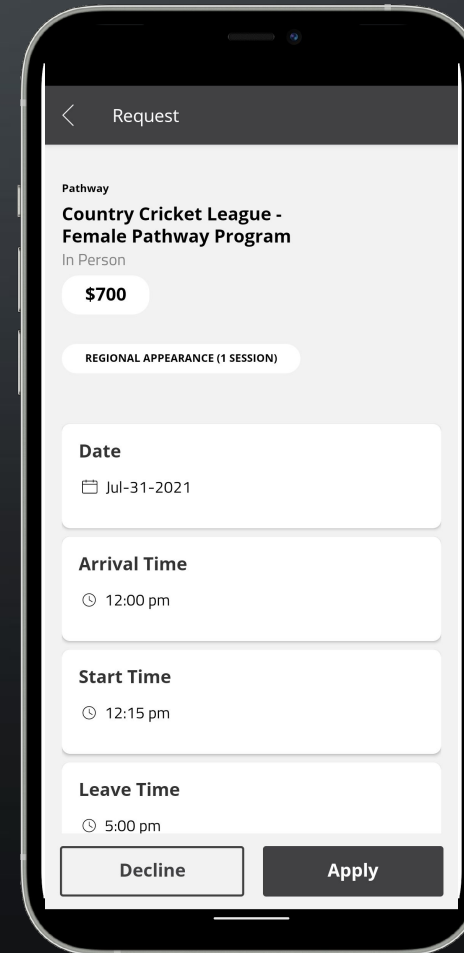 Request
Pathway
Country Cricket League -
Female Pathway Program
In Person
$700
REGIONAL APPEARANCE (1 SESSION)
Date
Jul-31-2021
Arrival Time
12:00 pm
Start Time
12:15 pm
Leave Time
5:00 pm
Decline
Apply